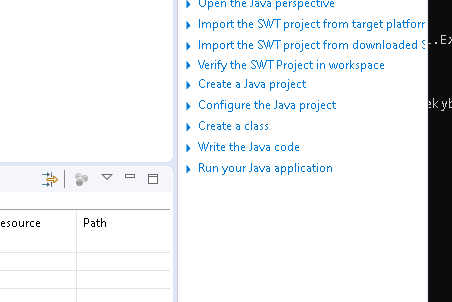 Open the Java perspective
Import the SWT project from target platform
Import the SWT project from downloaded S
Verify the SWT Project in workspace
Create a Java project
Configure the Java project
Create a class
Write the Java code
Run your Java application
esource Path
..Ex
ekyb